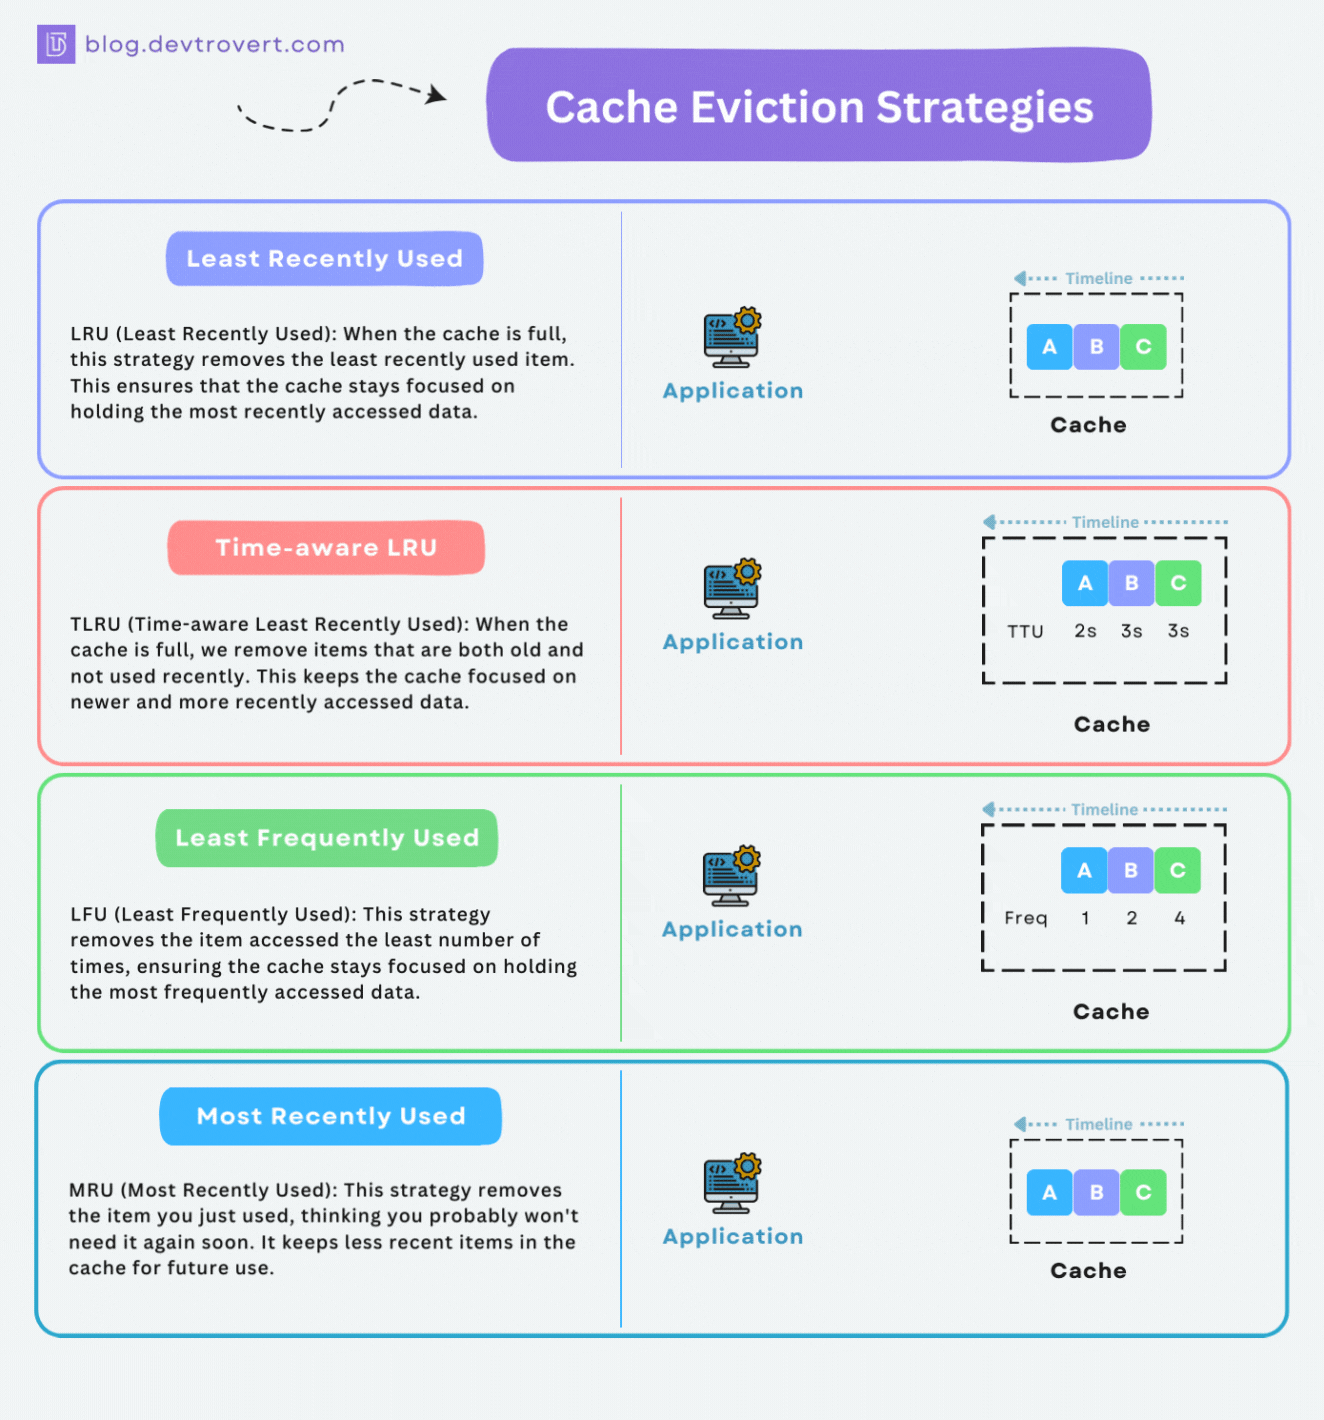 blog.devtrovert.com
Cache Eviction Strategies
Least Recently Used
LRU (Least Recently Used): When the cache is full,
this strategy removes the least recently used item.
This ensures that the cache stays focused on
holding the most recently accessed data.
</>
Application
Timeline
A B C
Cache
Time-aware LRU
TLRU (Time-aware Least Recently Used): When the
cache is full, we remove items that are both old and
not used recently. This keeps the cache focused on
newer and more recently accessed data.
</>
Application
Timeline
A B C
TTU 2s 3s 3s
Cache
Least Frequently Used
LFU (Least Frequently Used): This strategy
removes the item accessed the least number of
times, ensuring the cache stays focused on holding
the most frequently accessed data.
</>
Application
Timeline
A B C
Freq 1 2 4
Cache
Most Recently Used
MRU (Most Recently Used): This strategy removes
the item you just used, thinking you probably won't
need it again soon. It keeps less recent items in the
cache for future use.
</>
Application
Timeline
A B C
Cache